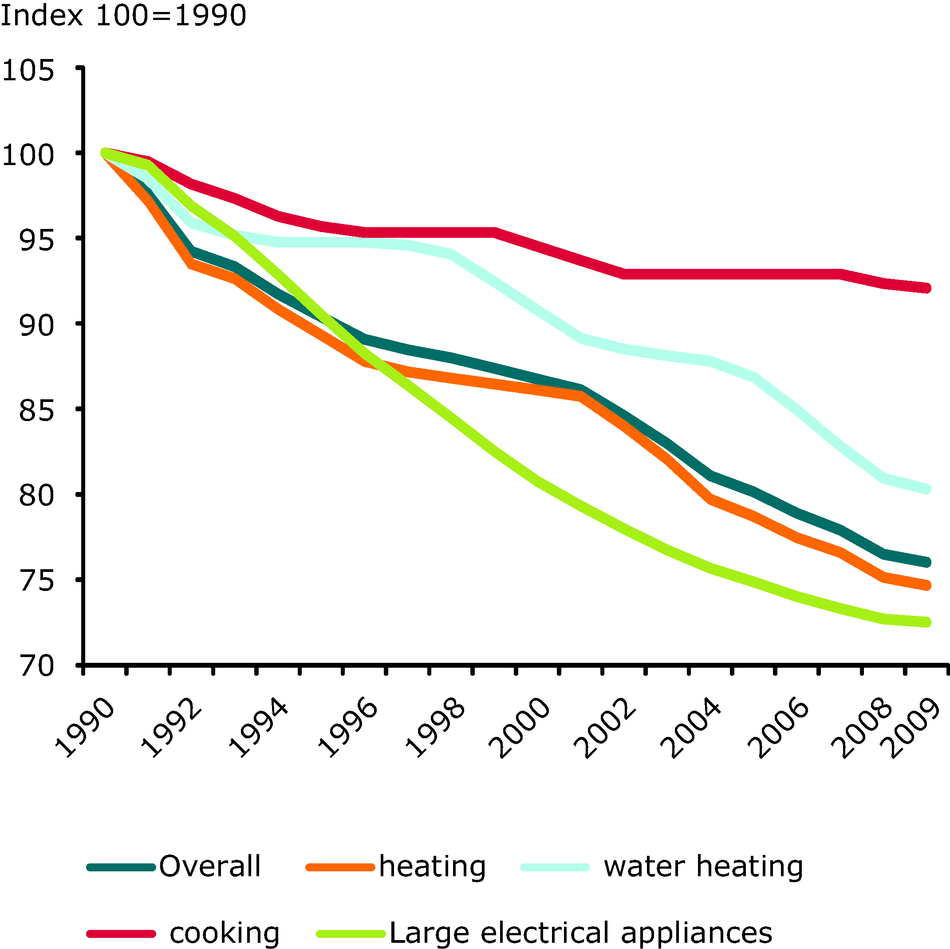 Index 100=1990
105
100
95
90
85
80
75
70
1990 1992 1994 1996 1998 2000 2002 2004 2006 2008 2009
Overall heating water heating
cooking Large electrical appliances